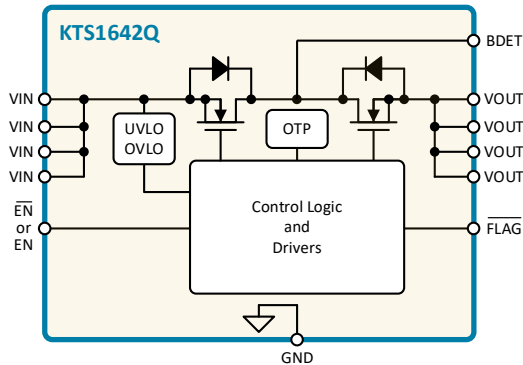 KTS1642Q
BDET
VIN
VIN
VIN
VIN
UVLO
OVLO
OTP
VOUT
VOUT
VOUT
VOUT
EN
or
EN
Control Logic
and
Drivers
FLAG
GND